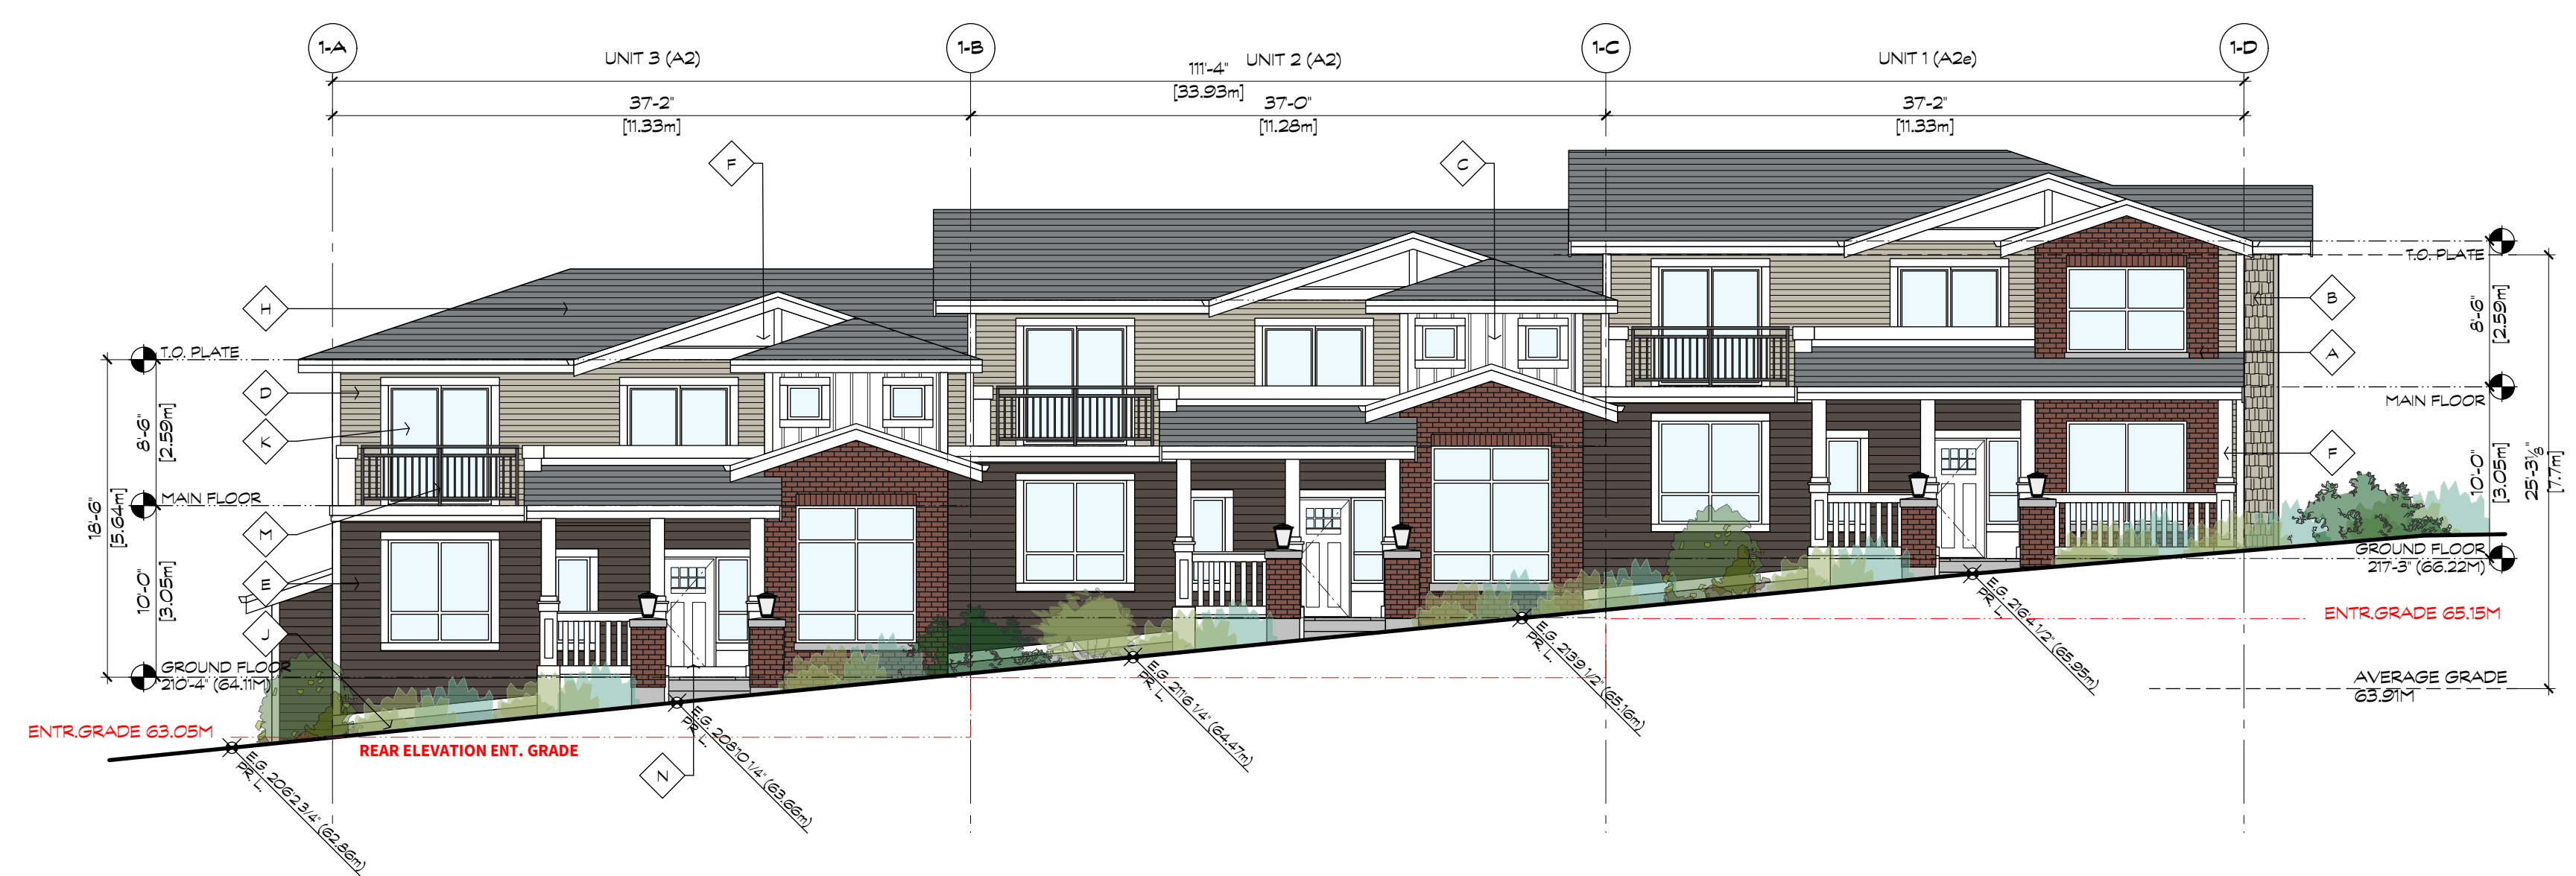 1-A
1-B
1-C
1-D
UNIT 3 (A2)
UNIT 2 (A2)
UNIT 1 (A2e)
111'-4"
[33.93m]
37'-2"
[11.33m]
37'-0"
[11.28m]
37'-2"
[11.33m]
F
C
H
D
K
M
E
J
N
B
A
F
T.O. PLATE
MAIN FLOOR
GROUND FLOOR
210'-4" (64.11M)
8'-6"
[2.59m]
18'-6"
[5.64m]
10'-0"
[3.05m]
T.O. PLATE
8'-6"
[2.59m]
MAIN FLOOR
10'-0"
[3.05m]
25'-3⅛"
[7.7m]
GROUND FLOOR
217'-3" (66.22M)
ENTR.GRADE 65.15M
AVERAGE GRADE
63.91M
ENTR.GRADE 63.05M
REAR ELEVATION ENT. GRADE
E.G. 206'2 3/4" (62.86m)
PR. L.
E.G. 208'10 1/4" (63.66m)
PR. L.
E.G. 211'6 1/4" (64.47m)
PR. L.
E.G. 213'9 1/2" (65.16m)
PR. L.
E.G. 216'4 1/2" (65.95m)
PR. L.